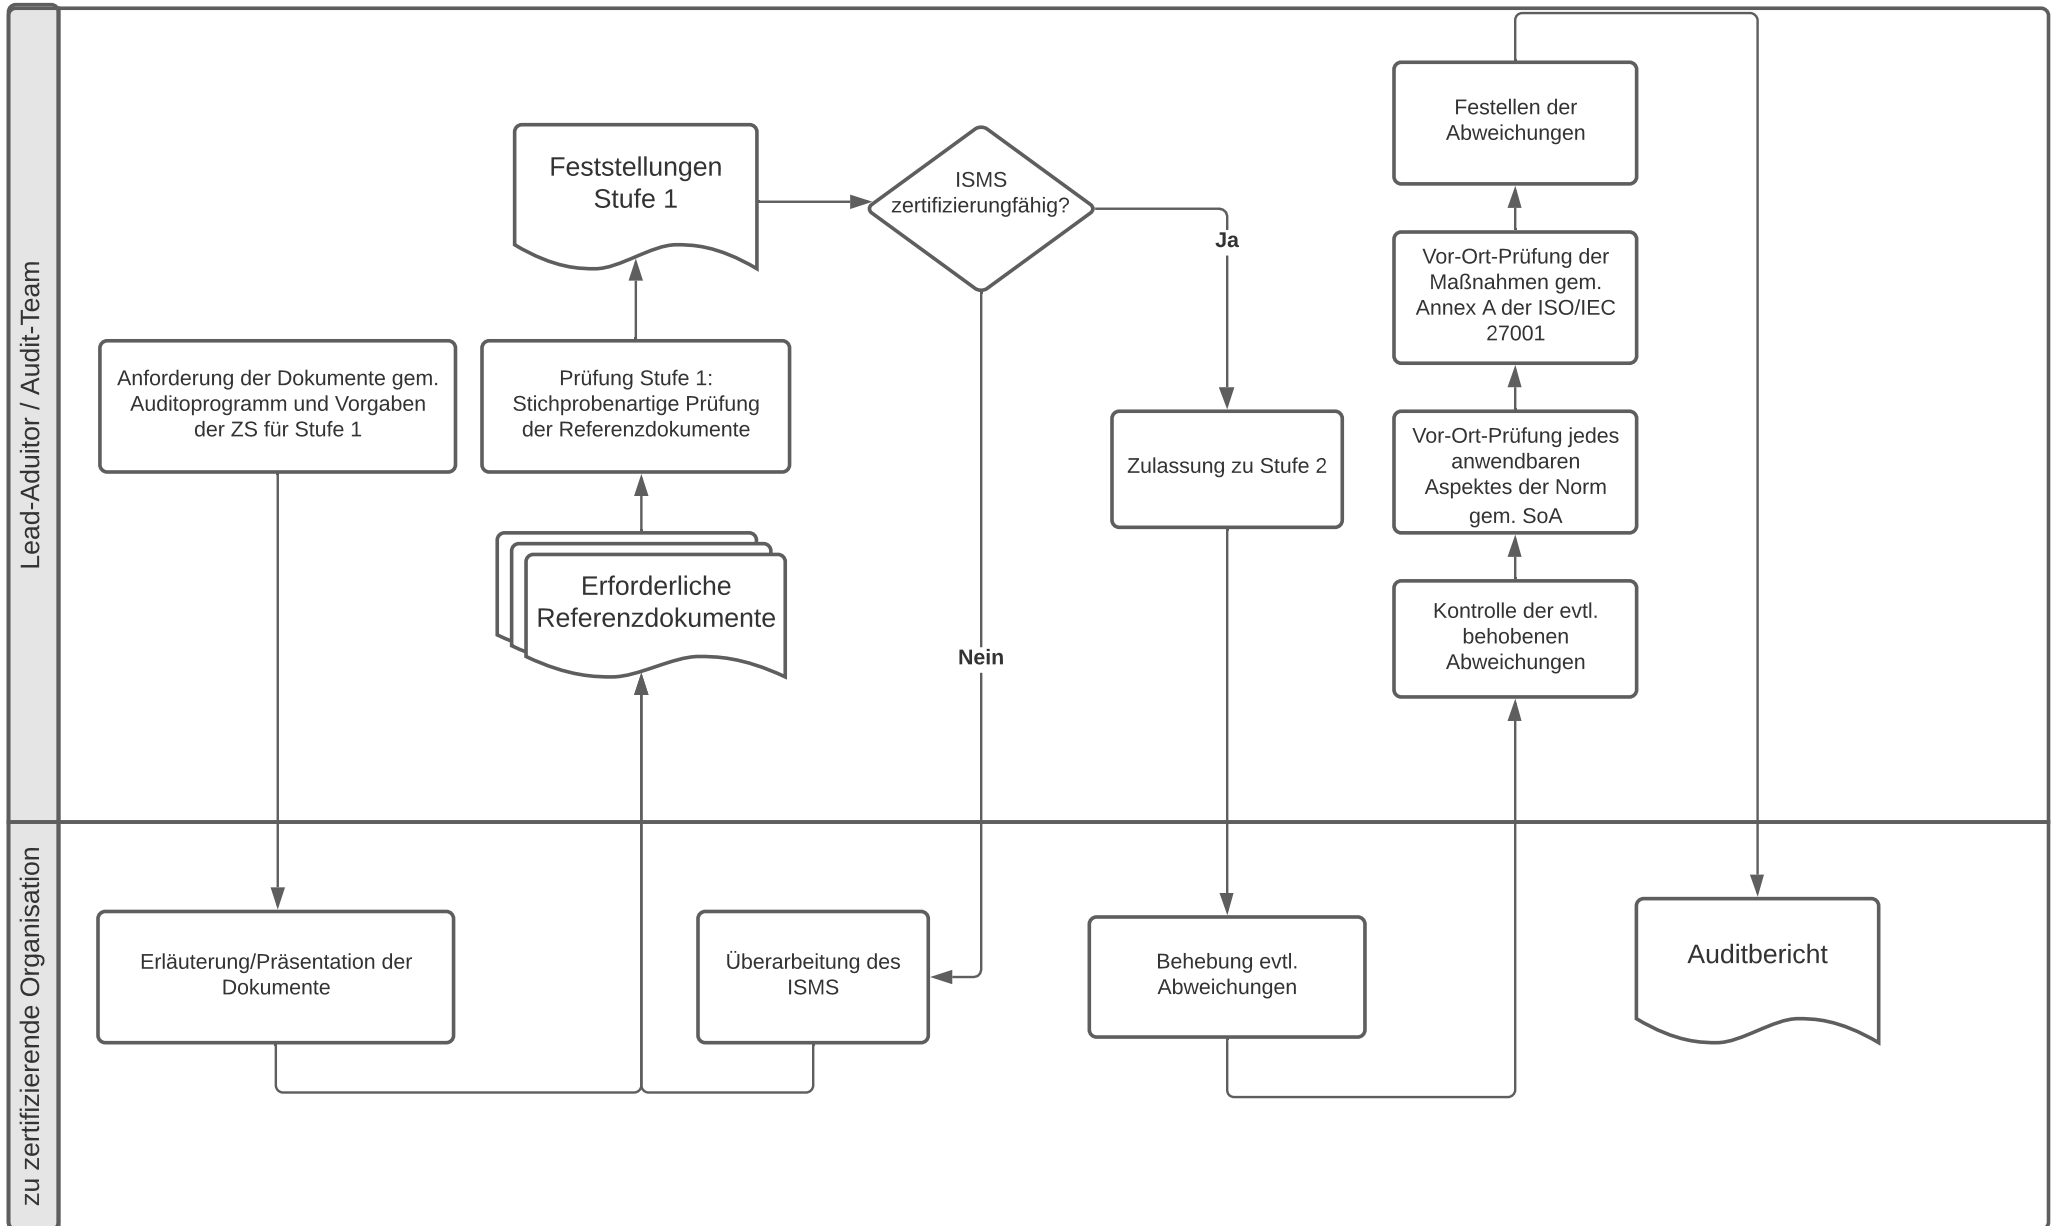 Lead-Aduitor / Audit-Team
Anforderung der Dokumente gem.
Auditoprogramm und Vorgaben
der ZS für Stufe 1
Feststellungen
Stufe 1
Prüfung Stufe 1:
Stichprobenartige Prüfung
der Referenzdokumente
Erforderliche
Referenzdokumente
ISMS
zertifizierungfähig?
Ja
Nein
Zulassung zu Stufe 2
Festellen der
Abweichungen
Vor-Ort-Prüfung der
Maßnahmen gem.
Annex A der ISO/IEC
27001
Vor-Ort-Prüfung jedes
anwendbaren
Aspektes der Norm
gem. SoA
Kontrolle der evtl.
behobenen
Abweichungen
zu zertifizierende Organisation
Erläuterung/Präsentation der
Dokumente
Überarbeitung des
ISMS
Behebung evtl.
Abweichungen
Auditbericht